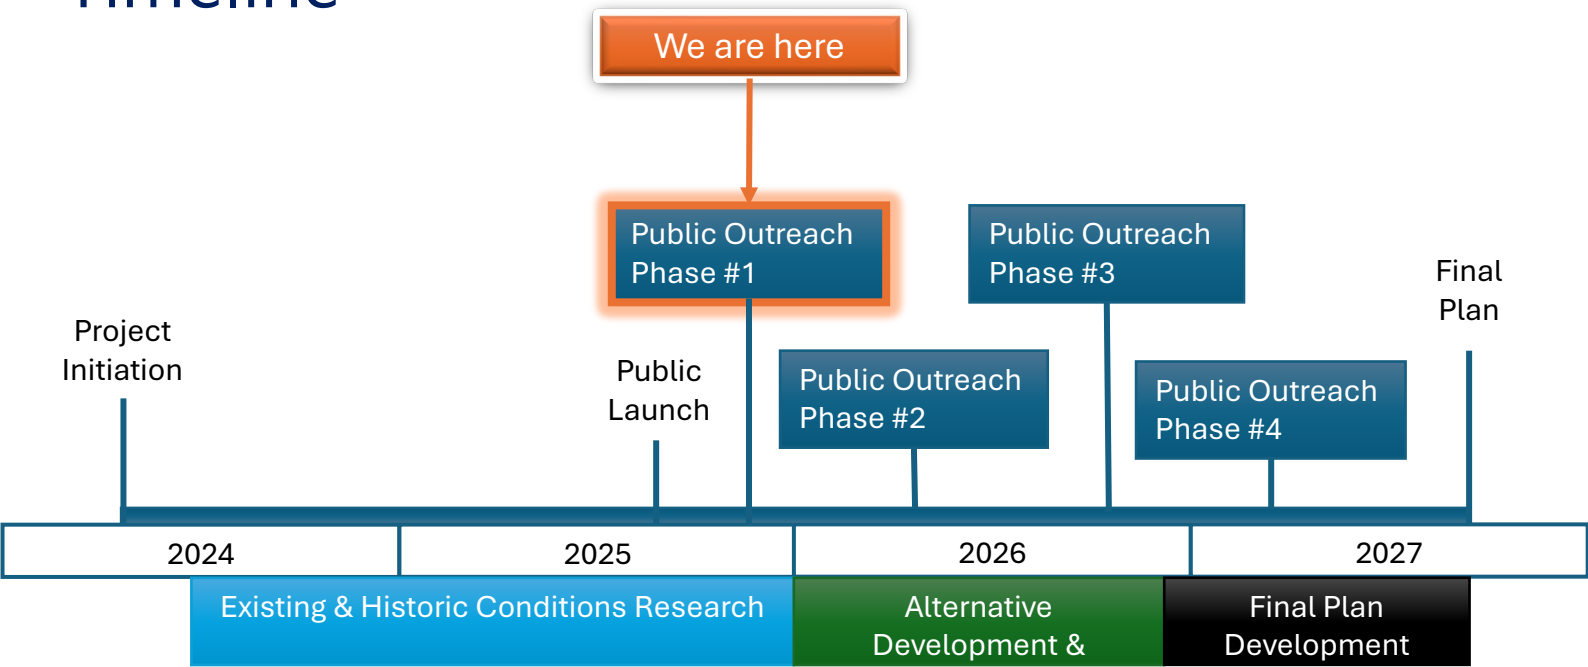 Timeline
We are here
Public Outreach
Phase #1
Public Outreach
Phase #3
Final
Plan
Project
Initiation
Public
Launch
Public Outreach
Phase #2
Public Outreach
Phase #4
2024
2025
2026
2027
Existing & Historic Conditions Research
Alternative
Development &
Final Plan
Development